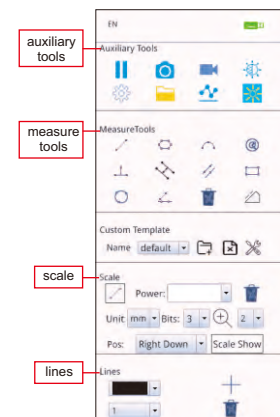 EN
auxiliary
tools
Auxiliary Tools
measure
tools
MeasureTools
Custom Template
Name default
scale
Scale
Power:
Unit mm Bits: 3 2
Pos: Right Down Scale Show
lines
Lines
1